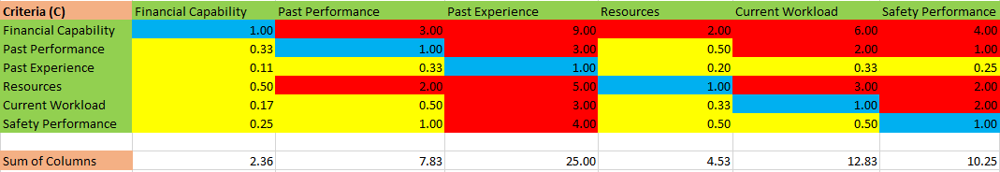 Criteria (C) Financial Capability Past Performance Past Experience Resources Current Workload Safety Performance
Financial Capability 1.00 3.00 9.00 2.00 6.00 4.00
Past Performance 0.33 1.00 3.00 0.50 2.00 1.00
Past Experience 0.11 0.33 1.00 0.20 0.33 0.25
Resources 0.50 2.00 5.00 1.00 3.00 2.00
Current Workload 0.17 0.50 3.00 0.33 1.00 2.00
Safety Performance 0.25 1.00 4.00 0.50 0.50 1.00
Sum of Columns 2.36 7.83 25.00 4.53 12.83 10.25